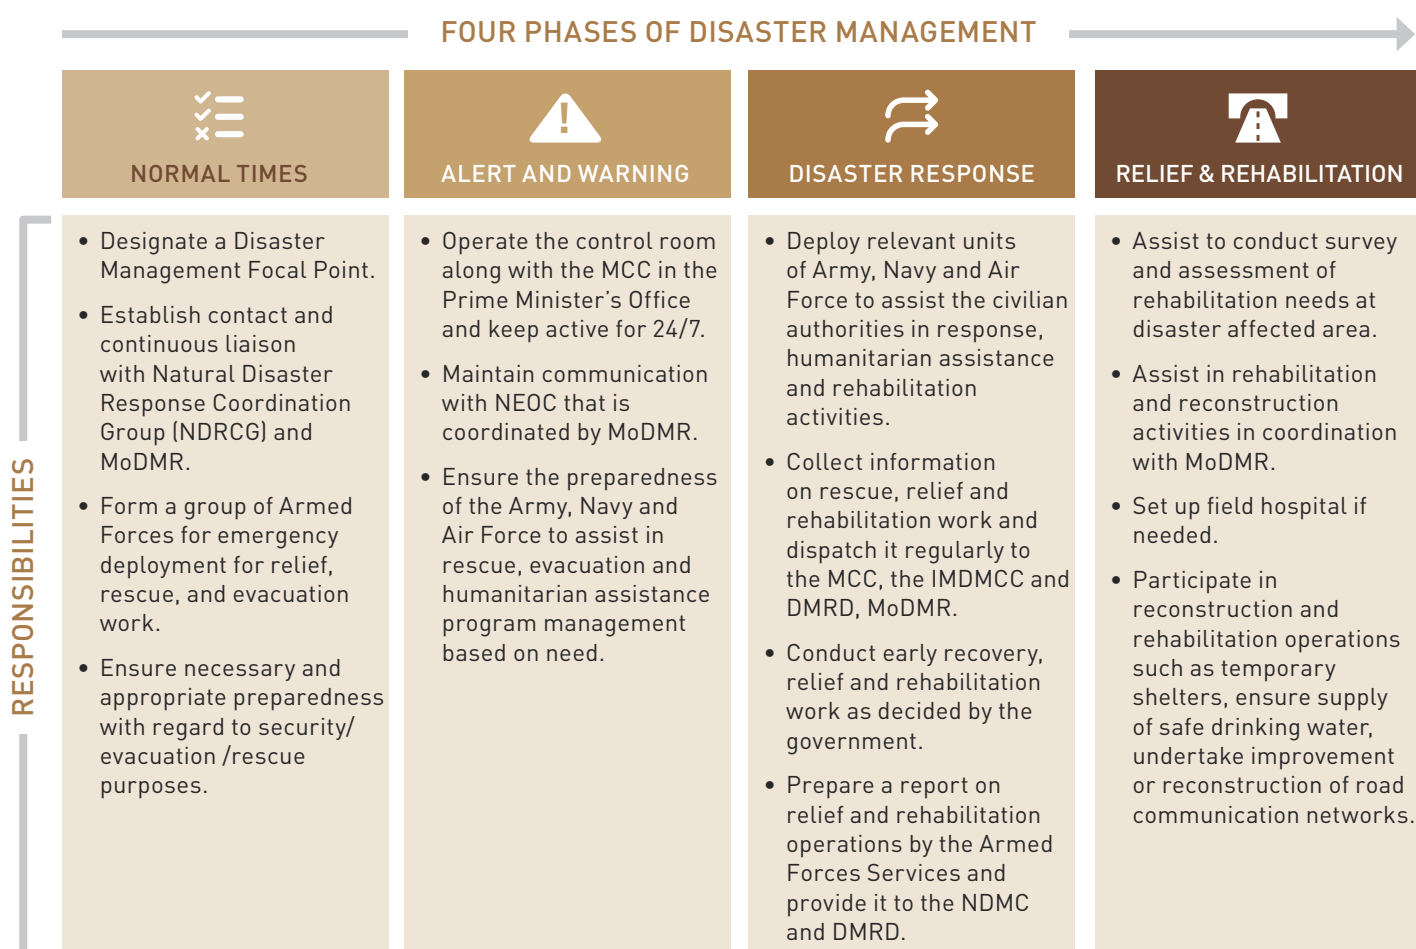 FOUR PHASES OF DISASTER MANAGEMENT
NORMAL TIMES
ALERT AND WARNING
DISASTER RESPONSE
RELIEF & REHABILITATION
RESPONSIBILITIES
• Designate a Disaster
Management Focal Point.
• Establish contact and
continuous liaison
with Natural Disaster
Response Coordination
Group (NDRCG) and
MoDMR.
• Form a group of Armed
Forces for emergency
deployment for relief,
rescue, and evacuation
work.
• Ensure necessary and
appropriate preparedness
with regard to security/
evacuation /rescue
purposes.
• Operate the control room
along with the MCC in the
Prime Minister’s Office
and keep active for 24/7.
• Maintain communication
with NEOC that is
coordinated by MoDMR.
• Ensure the preparedness
of the Army, Navy and
Air Force to assist in
rescue, evacuation and
humanitarian assistance
program management
based on need.
• Deploy relevant units
of Army, Navy and Air
Force to assist the civilian
authorities in response,
humanitarian assistance
and rehabilitation
activities.
• Collect information
on rescue, relief and
rehabilitation work and
dispatch it regularly to
the MCC, the IMDMCC and
DMRD, MoDMR.
• Conduct early recovery,
relief and rehabilitation
work as decided by the
government.
• Prepare a report on
relief and rehabilitation
operations by the Armed
Forces Services and
provide it to the NDMC
and DMRD.
• Assist to conduct survey
and assessment of
rehabilitation needs at
disaster affected area.
• Assist in rehabilitation
and reconstruction
activities in coordination
with MoDMR.
• Set up field hospital if
needed.
• Participate in
reconstruction and
rehabilitation operations
such as temporary
shelters, ensure supply
of safe drinking water,
undertake improvement
or reconstruction of road
communication networks.